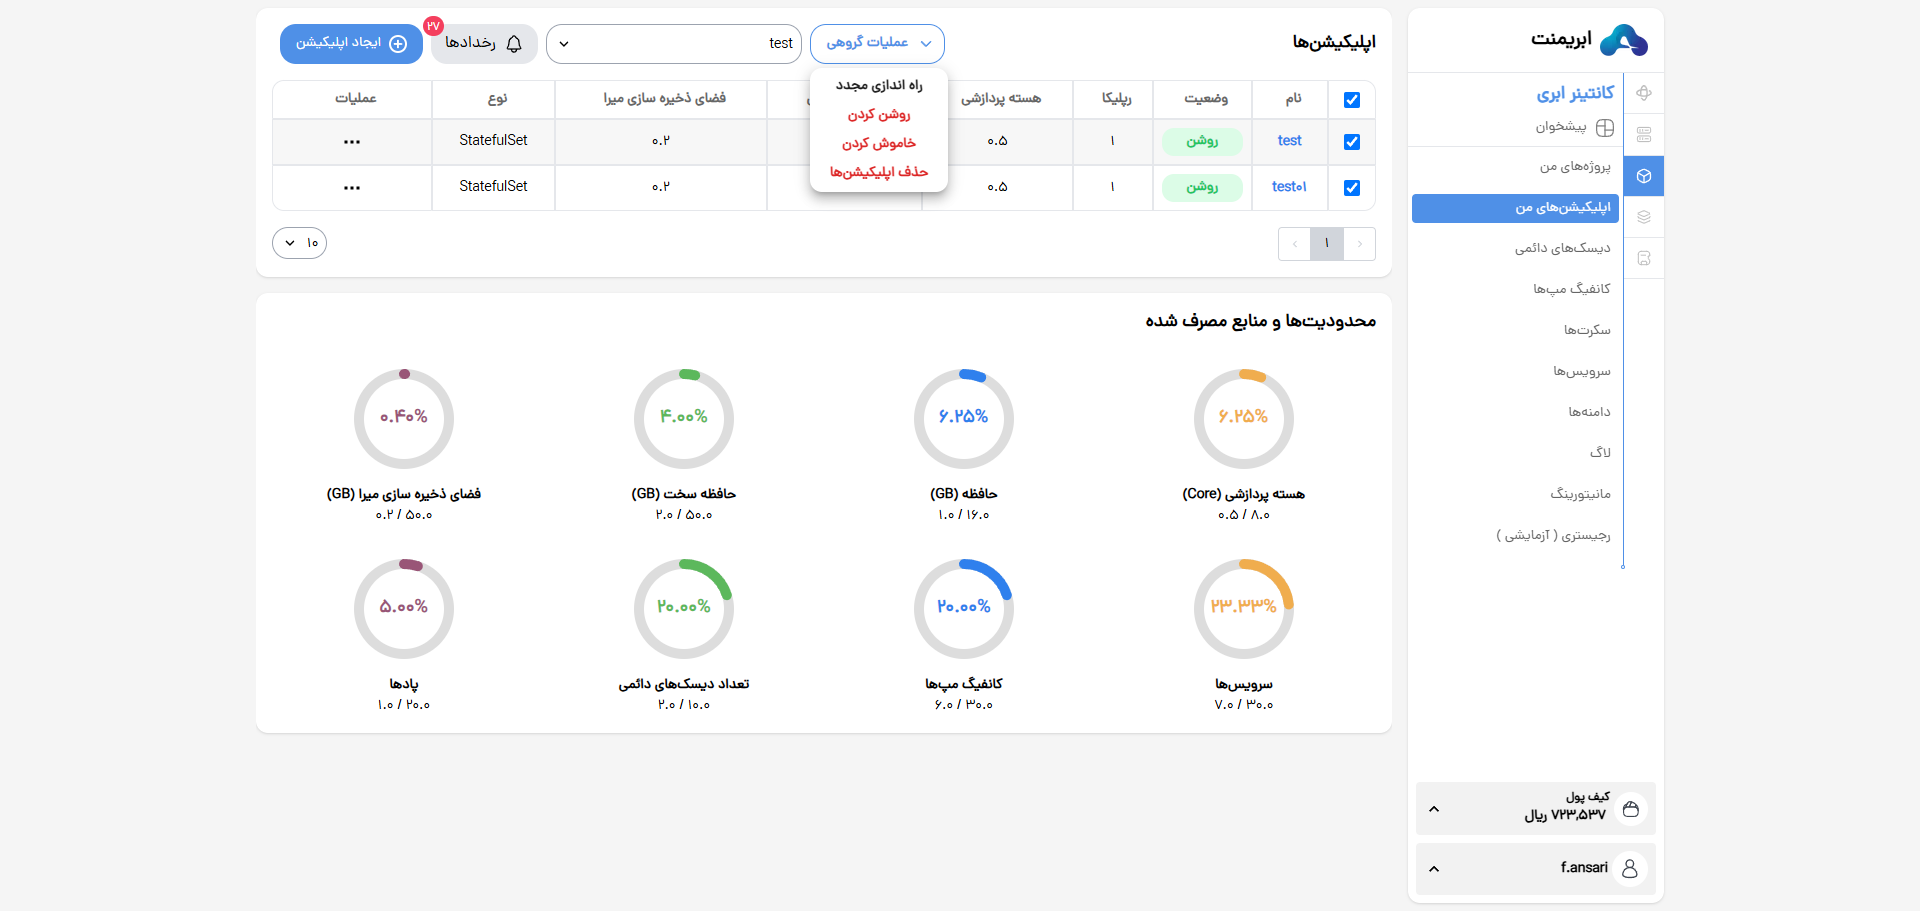 ابریمنت
کانتینر ابری
پیشخوان
پروژه‌های من
اپلیکیشن‌های من
دیسک‌های دائمی
کانفیگ مپ‌ها
سکرت‌ها
سرویس‌ها
دامنه‌ها
لاگ
مانیتورینگ
رجیستری ( آزمایشی )
کیف پول
۷۲۳,۵۳۷ ریال
f.ansari
اپلیکیشن‌ها
عملیات گروهی
test
رخدادها
۲۷
ایجاد اپلیکیشن
راه اندازی مجدد
روشن کردن
خاموش کردن
حذف اپلیکیشن‌ها
نام وضعیت رپلیکا هسته پردازشی فضای ذخیره سازی میرا نوع عملیات
test روشن ۱ ۰.۵ ۰.۲ StatefulSet
test۰۱ روشن ۱ ۰.۵ ۰.۲ StatefulSet
۱
۱۰
محدودیت‌ها و منابع مصرف شده
۶.۲۵%
هسته پردازشی (Core)
۰.۵ / ۸.۰
۶.۲۵%
حافظه (GB)
۱.۰ / ۱۶.۰
۴.۰۰%
حافظه سخت (GB)
۲.۰ / ۵۰.۰
۰.۴۰%
فضای ذخیره سازی میرا (GB)
۰.۲ / ۵۰.۰
۲۳.۳۳%
سرویس‌ها
۷.۰ / ۳۰.۰
۲۰.۰۰%
کانفیگ مپ‌ها
۶.۰ / ۳۰.۰
۲۰.۰۰%
تعداد دیسک‌های دائمی
۲.۰ / ۱۰.۰
۵.۰۰%
پادها
۱.۰ / ۲۰.۰